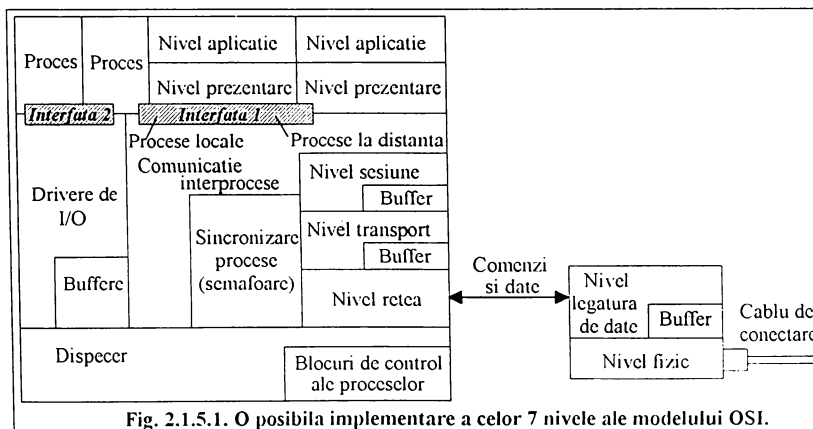 Proces
Proces
Nivel aplicatie
Nivel aplicatie
Nivel prezentare
Nivel prezentare
Interfata 2
Interfata 1
Procese locale
Procese la distanta
Comunicatie
interprocese
Nivel sesiune
Buffer
Drivere de
I/O
Sincronizare
procese
(semafoare)
Nivel transport
Buffer
Buffere
Nivel retea
Comenzi
si date
Nivel
legatura
de date
Buffer
Cablu de
conectare
Nivel fizic
Dispecer
Blocuri de control
ale proceselor
Fig. 2.1.5.1. O posibila implementare a celor 7 nivele ale modelului OSI.